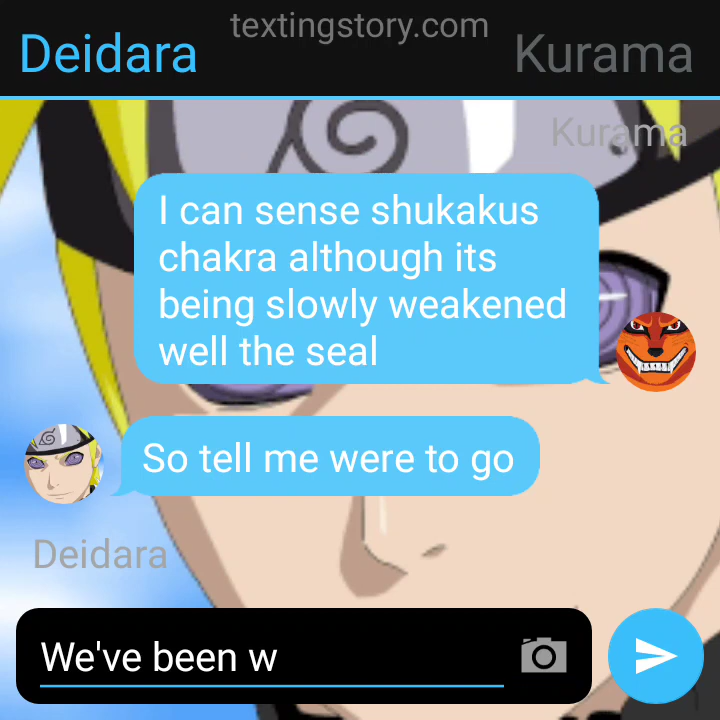 textingstory.com
Deidara
Kurama
Kurama
I can sense shukakus
chakra although its
being slowly weakened
well the seal
So tell me were to go
Deidara
We've been w